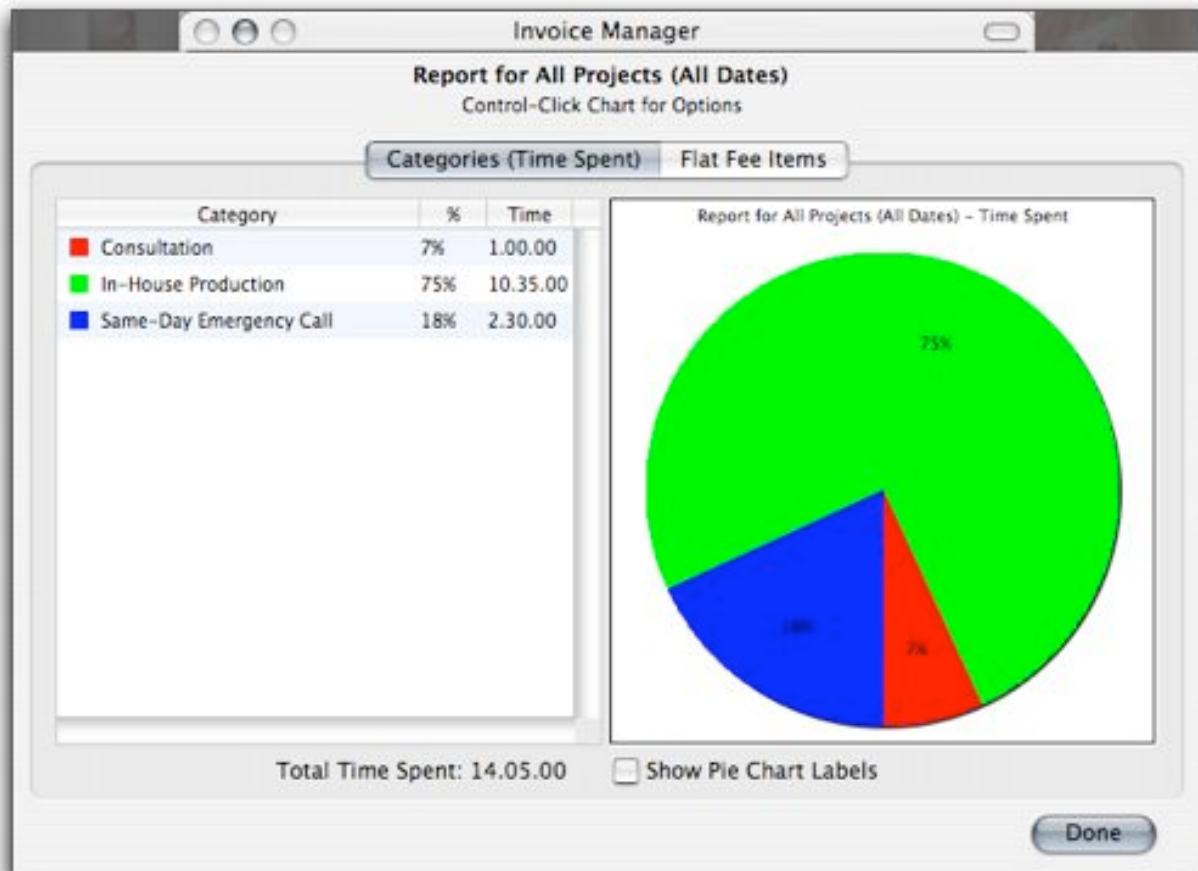 Invoice Manager
Report for All Projects (All Dates)
Control-Click Chart for Options
Categories (Time Spent) Flat Fee Items
Category % Time
Consultation 7% 1.00.00
In-House Production 75% 10.35.00
Same-Day Emergency Call 18% 2.30.00
Report for All Projects (All Dates) - Time Spent
75%
18%
7%
Total Time Spent: 14.05.00
Show Pie Chart Labels
Done